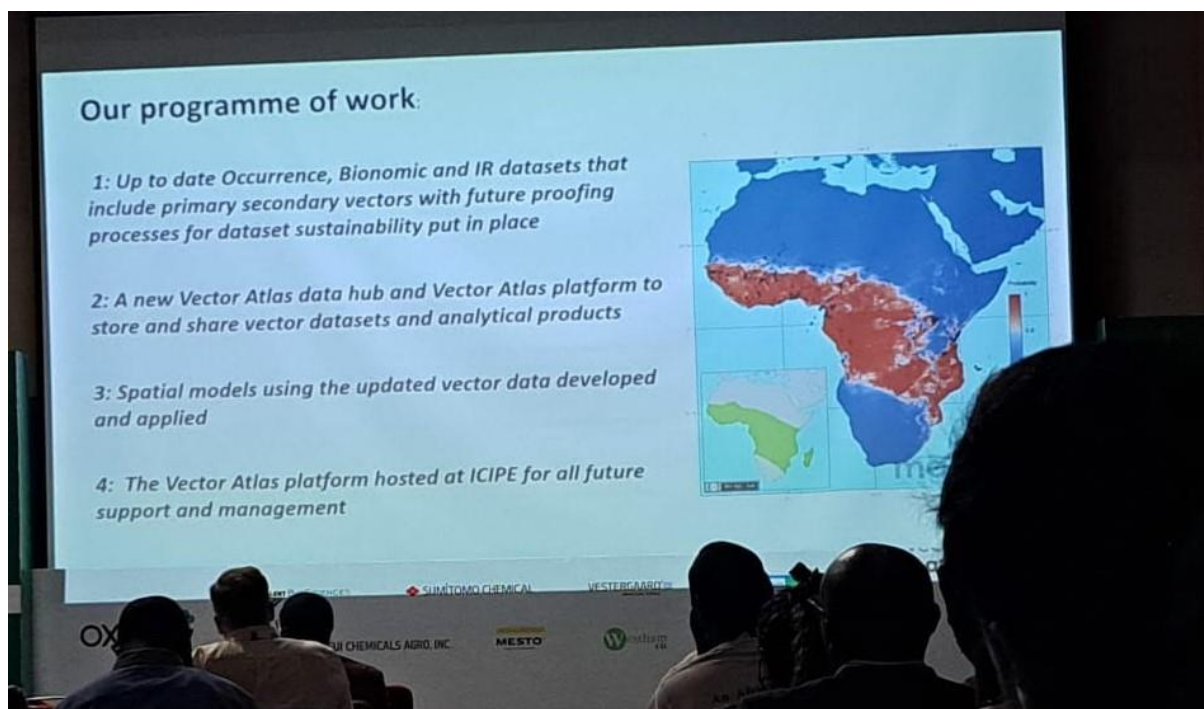 Our programme of work:
1: Up to date Occurrence, Bionomic and IR datasets that
include primary secondary vectors with future proofing
processes for dataset sustainability put in place
2: A new Vector Atlas data hub and Vector Atlas platform to
store and share vector datasets and analytical products
3: Spatial models using the updated vector data developed
and applied
4: The Vector Atlas platform hosted at ICIPE for all future
support and management
Probability
SUMITOMO CHEMICAL
VESTERGAARD
CHEMICALS AGRO, INC.
MESTO